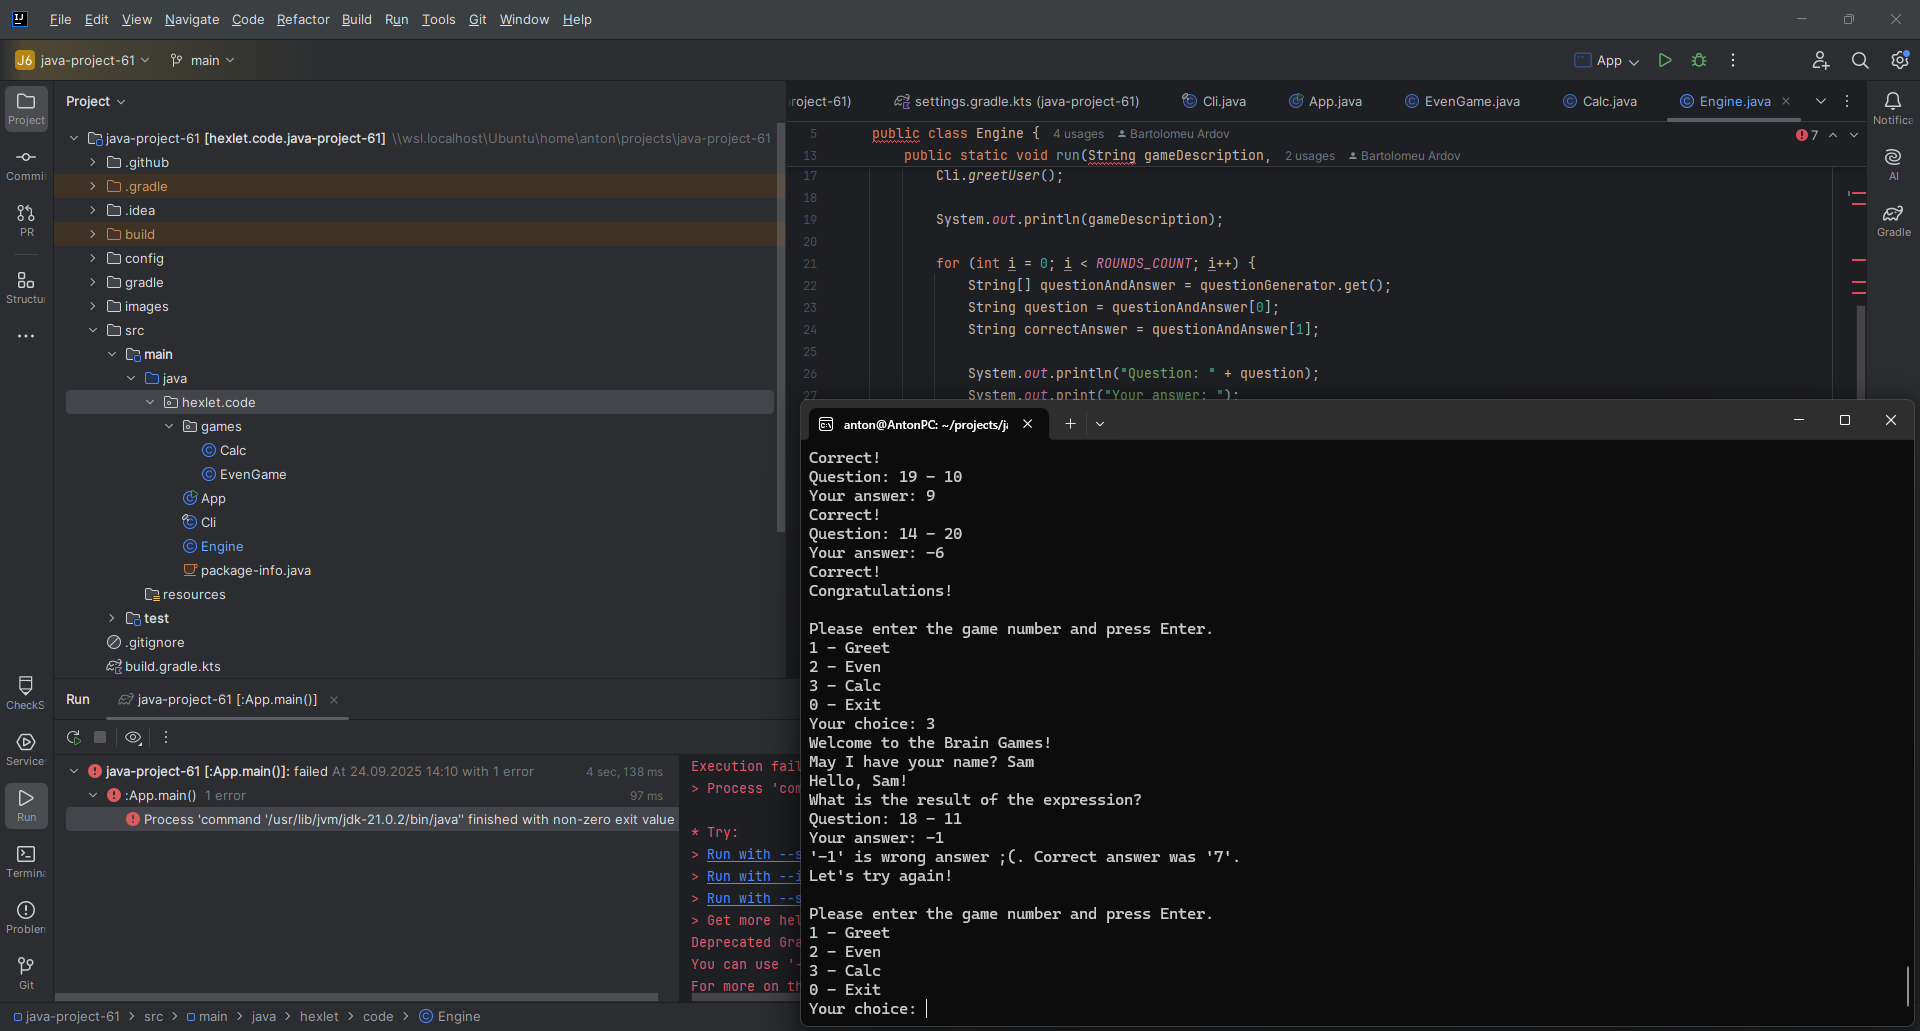 File Edit View Navigate Code Refactor Build Run Tools Git Window Help
J6 java-project-61 main App
Project
Commi
PR
Structu
CheckS
Service
Run
Termina
Problen
Git
Project
java-project-61 [hexlet.code.java-project-61] \\wsl.localhost\Ubuntu\home\anton\projects\java-project-61
.github
.gradle
.idea
build
config
gradle
images
src
main
java
hexlet.code
games
Calc
EvenGame
App
Cli
Engine
package-info.java
resources
test
.gitignore
build.gradle.kts
roject-61) settings.gradle.kts (java-project-61) Cli.java App.java EvenGame.java Calc.java Engine.java
5 public class Engine { 4 usages Bartolomeu Ardov 7
13 public static void run(String gameDescription, 2 usages Bartolomeu Ardov
17 Cli.greetUser();
18
19 System.out.println(gameDescription);
20
21 for (int i = 0; i < ROUNDS_COUNT; i++) {
22 String[] questionAndAnswer = questionGenerator.get();
23 String question = questionAndAnswer[0];
24 String correctAnswer = questionAndAnswer[1];
25
26 System.out.println("Question: " + question);
27 System.out.print("Your answer: ");
Notifica
AI
Gradle
Run java-project-61 [:App.main()]
java-project-61 [:App.main()]: failed At 24.09.2025 14:10 with 1 error 4 sec, 138 ms
:App.main() 1 error 97 ms
Process 'command '/usr/lib/jvm/jdk-21.0.2/bin/java'' finished with non-zero exit value
Execution fail
> Process 'com
* Try:
> Run with --s
> Run with --i
> Run with --s
> Get more hel
Deprecated Gra
You can use '-
For more on th
anton@AntonPC: ~/projects/ja
Correct!
Question: 19 - 10
Your answer: 9
Correct!
Question: 14 - 20
Your answer: -6
Correct!
Congratulations!
Please enter the game number and press Enter.
1 - Greet
2 - Even
3 - Calc
0 - Exit
Your choice: 3
Welcome to the Brain Games!
May I have your name? Sam
Hello, Sam!
What is the result of the expression?
Question: 18 - 11
Your answer: -1
'-1' is wrong answer ;(. Correct answer was '7'.
Let's try again!
Please enter the game number and press Enter.
1 - Greet
2 - Even
3 - Calc
0 - Exit
Your choice:
java-project-61 > src > main > java > hexlet > code > Engine